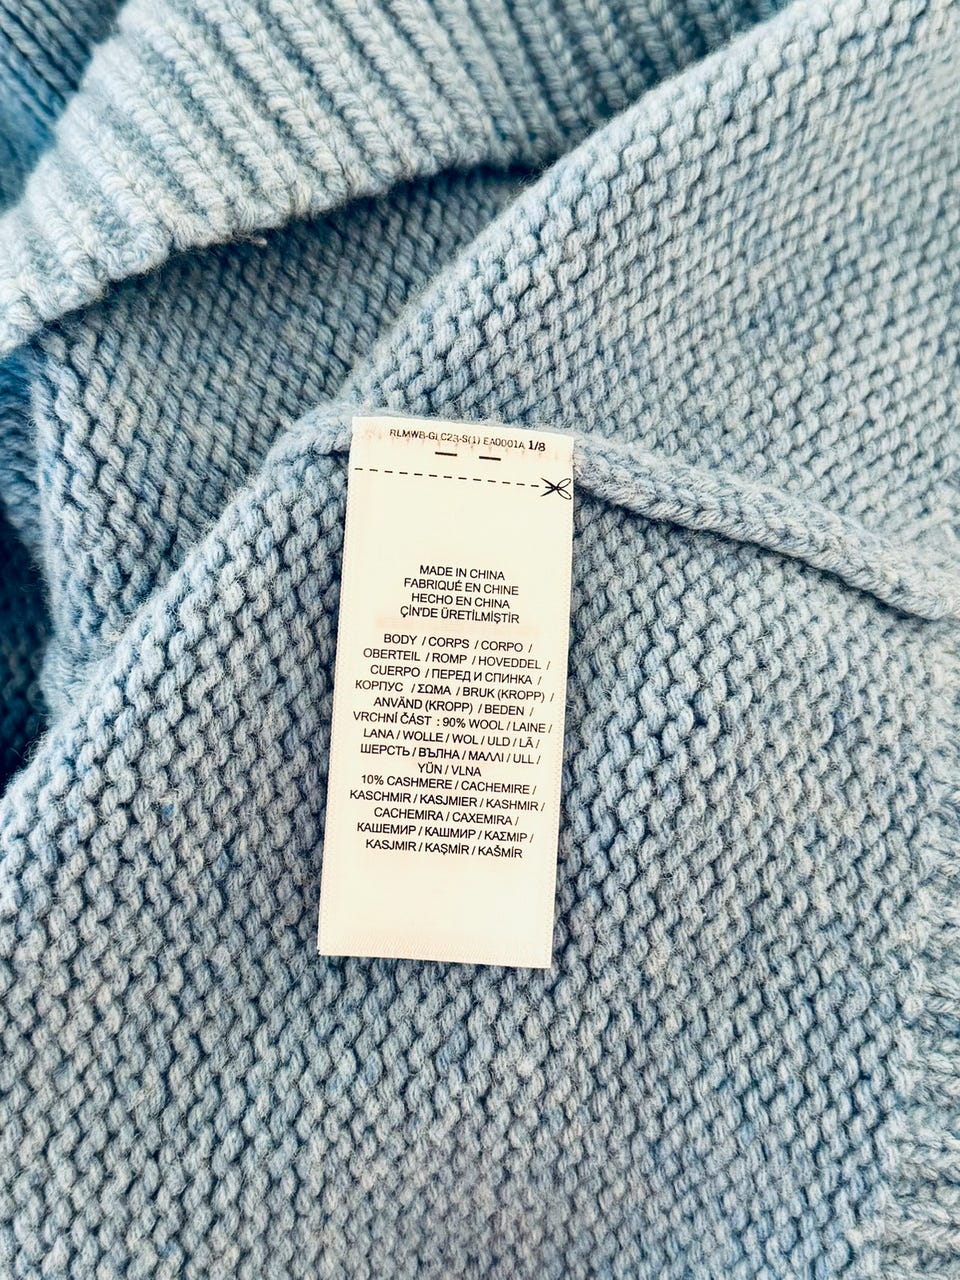 RLMWB-GLC23-S(1) EA0001A 1/8
MADE IN CHINA
FABRIQUÉ EN CHINE
HECHO EN CHINA
ÇİN'DE ÜRETİLMİŞTİR
BODY / CORPS / CORPO /
OBERTEIL / ROMP / HOVEDDEL /
CUERPO / ПЕРЕД И СПИНКА /
КОРПУС / ΣΩΜΑ / BRUK (KROPP) /
ANVÄND (KROPP) / BEDEN /
VRCHNÍ ČÁST : 90% WOOL / LAINE /
LANA / WOLLE / WOL / ULD / LÃ /
ШЕРСТЬ / ВЪЛНА / ΜΑΛΛΙ / ULL /
YÜN / VLNA
10% CASHMERE / CACHEMIRE /
KASCHMIR / KASJMIER / KASHMIR /
CACHEMIRA / CAXEMIRA /
КАШЕМИР / КАШМИР / ΚΑΣΜΙΡ /
KASJMIR / KAŞMİR / KAŠMÍR